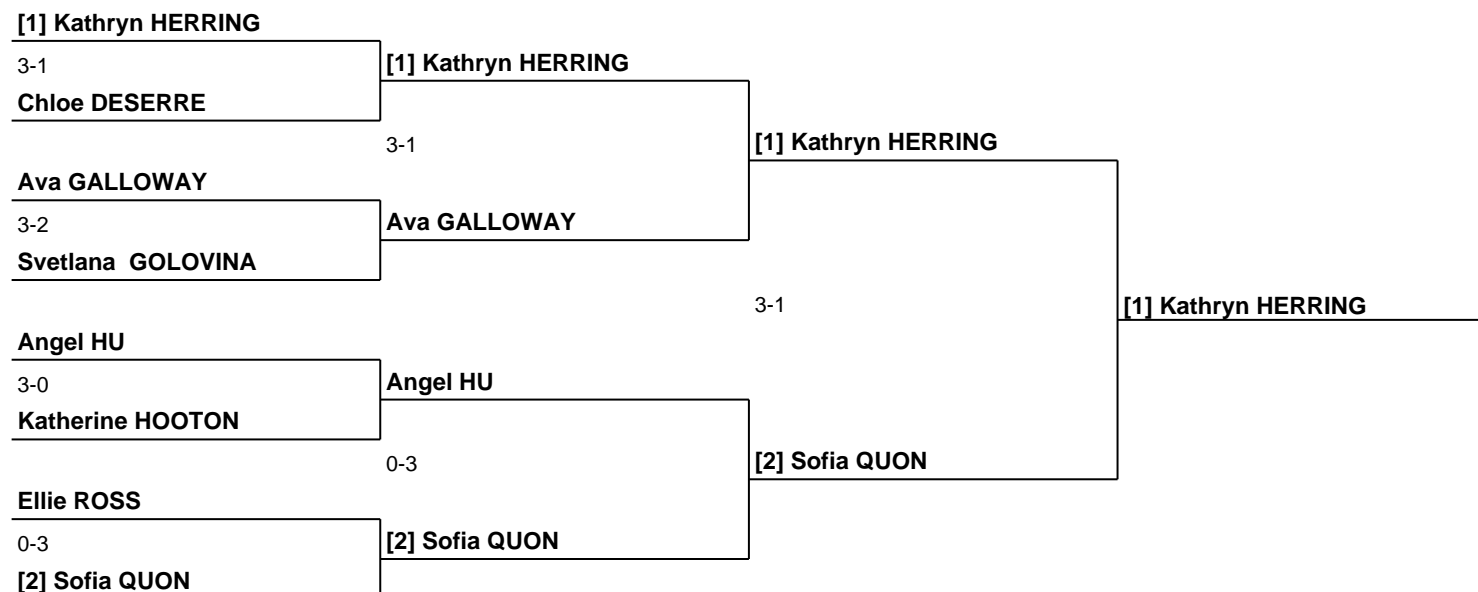 [1] Kathryn HERRING
3-1
[1] Kathryn HERRING
Chloe DESERRE
3-1
[1] Kathryn HERRING
Ava GALLOWAY
3-2
Ava GALLOWAY
Svetlana  GOLOVINA
3-1
[1] Kathryn HERRING
Angel HU
3-0
Angel HU
Katherine HOOTON
0-3
[2] Sofia QUON
Ellie ROSS
0-3
[2] Sofia QUON
[2] Sofia QUON